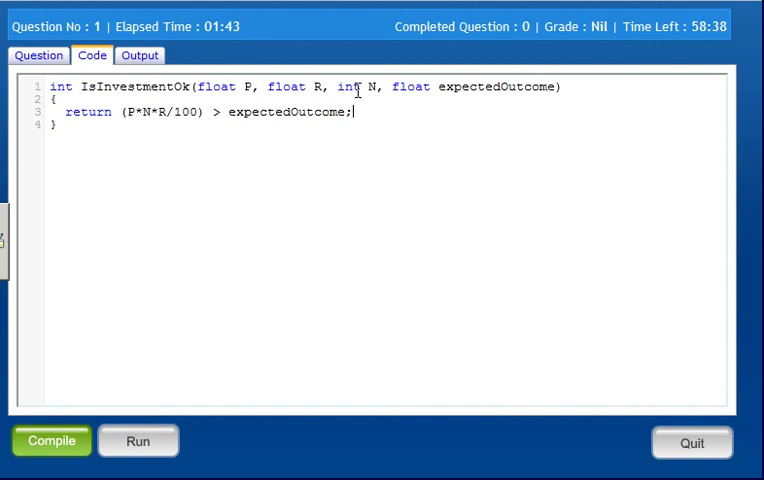 Question No : 1 | Elapsed Time : 01:43 Completed Question : 0 | Grade : Nil | Time Left : 58:38
Question Code Output
1 int IsInvestmentOk(float P, float R, int N, float expectedOutcome)
2 {
3 return (P*N*R/100) > expectedOutcome;
4 }
Compile Run Quit